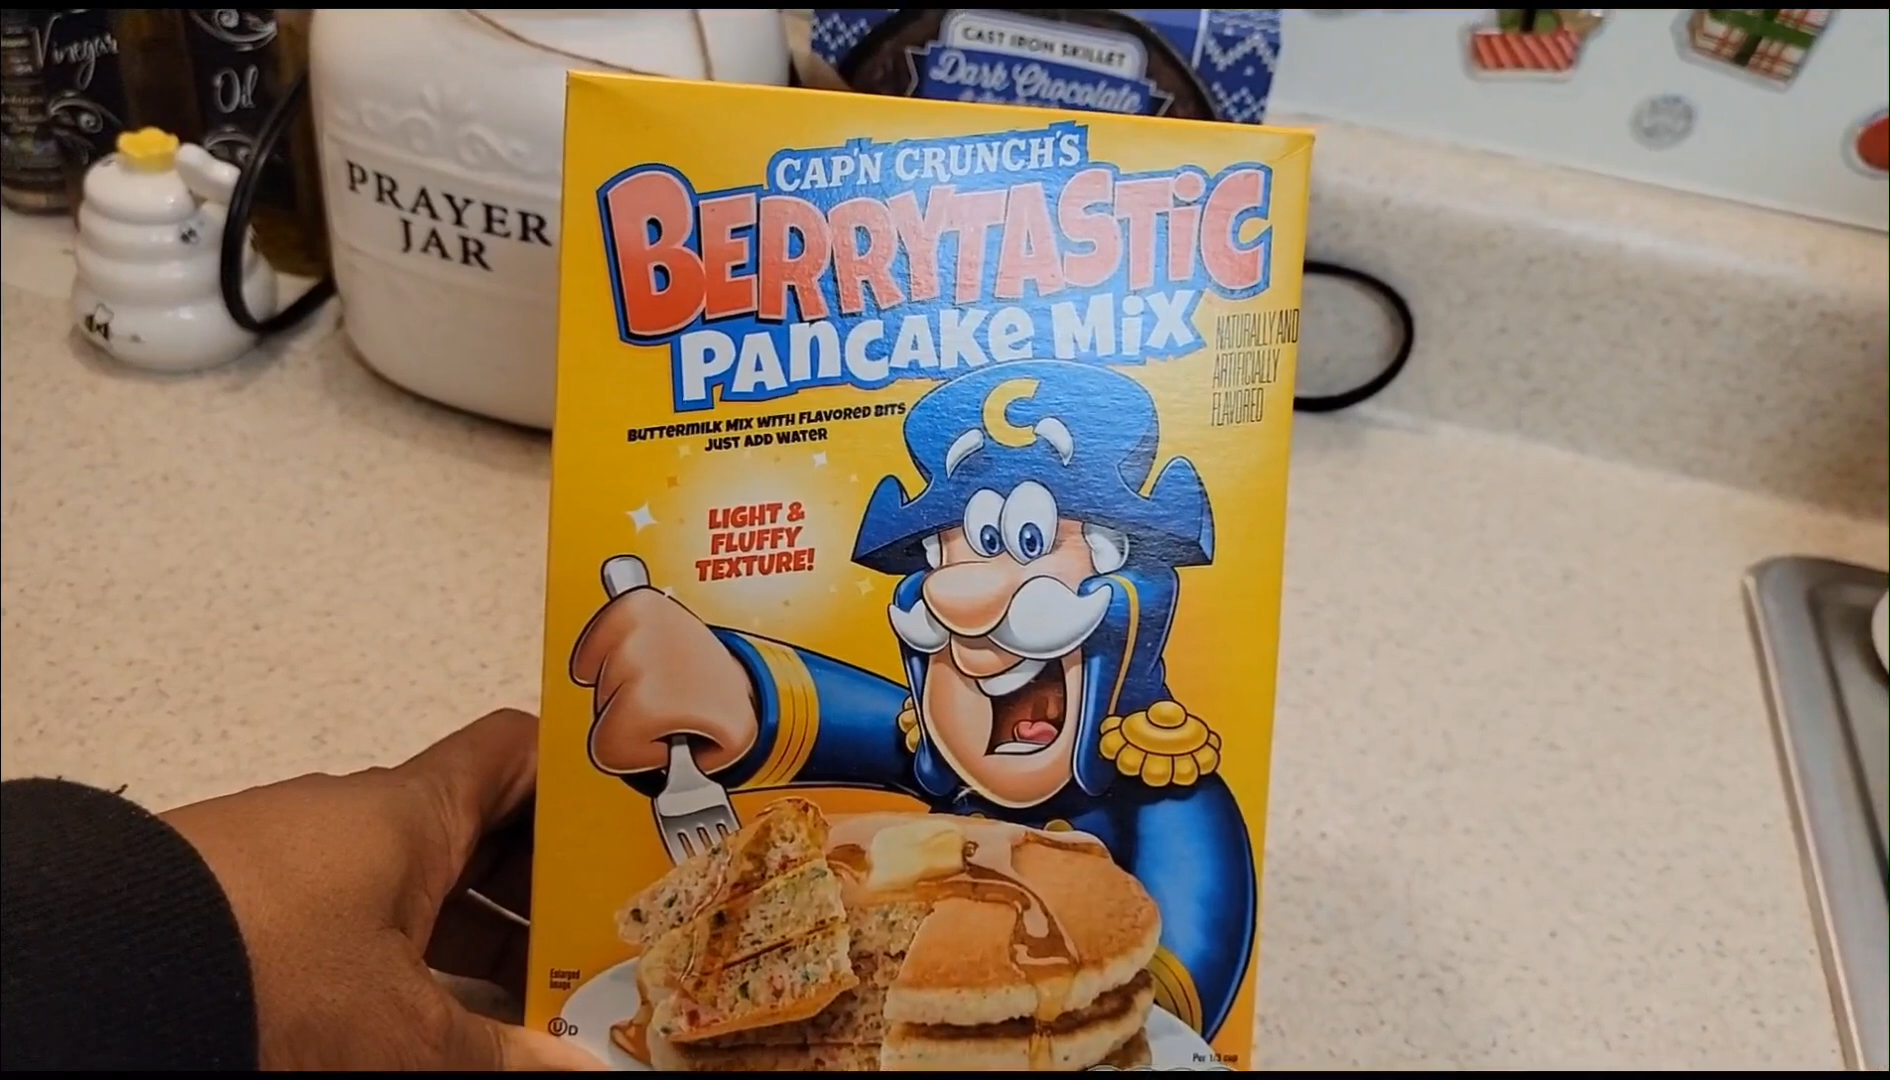 Vinegar
Oil
PRAYER
JAR
CAST IRON SKILLET
Dark Chocolate
CAP'N CRUNCH'S
BERRYTASTiC
PANCAKE MiX
NATURALLY AND
ARTIFICIALLY
FLAVORED
BUTTERMILK MIX WITH FLAVORED BITS
JUST ADD WATER
C
LIGHT &
FLUFFY
TEXTURE!
Enlarged
Image
UD
Per 1/3 cup